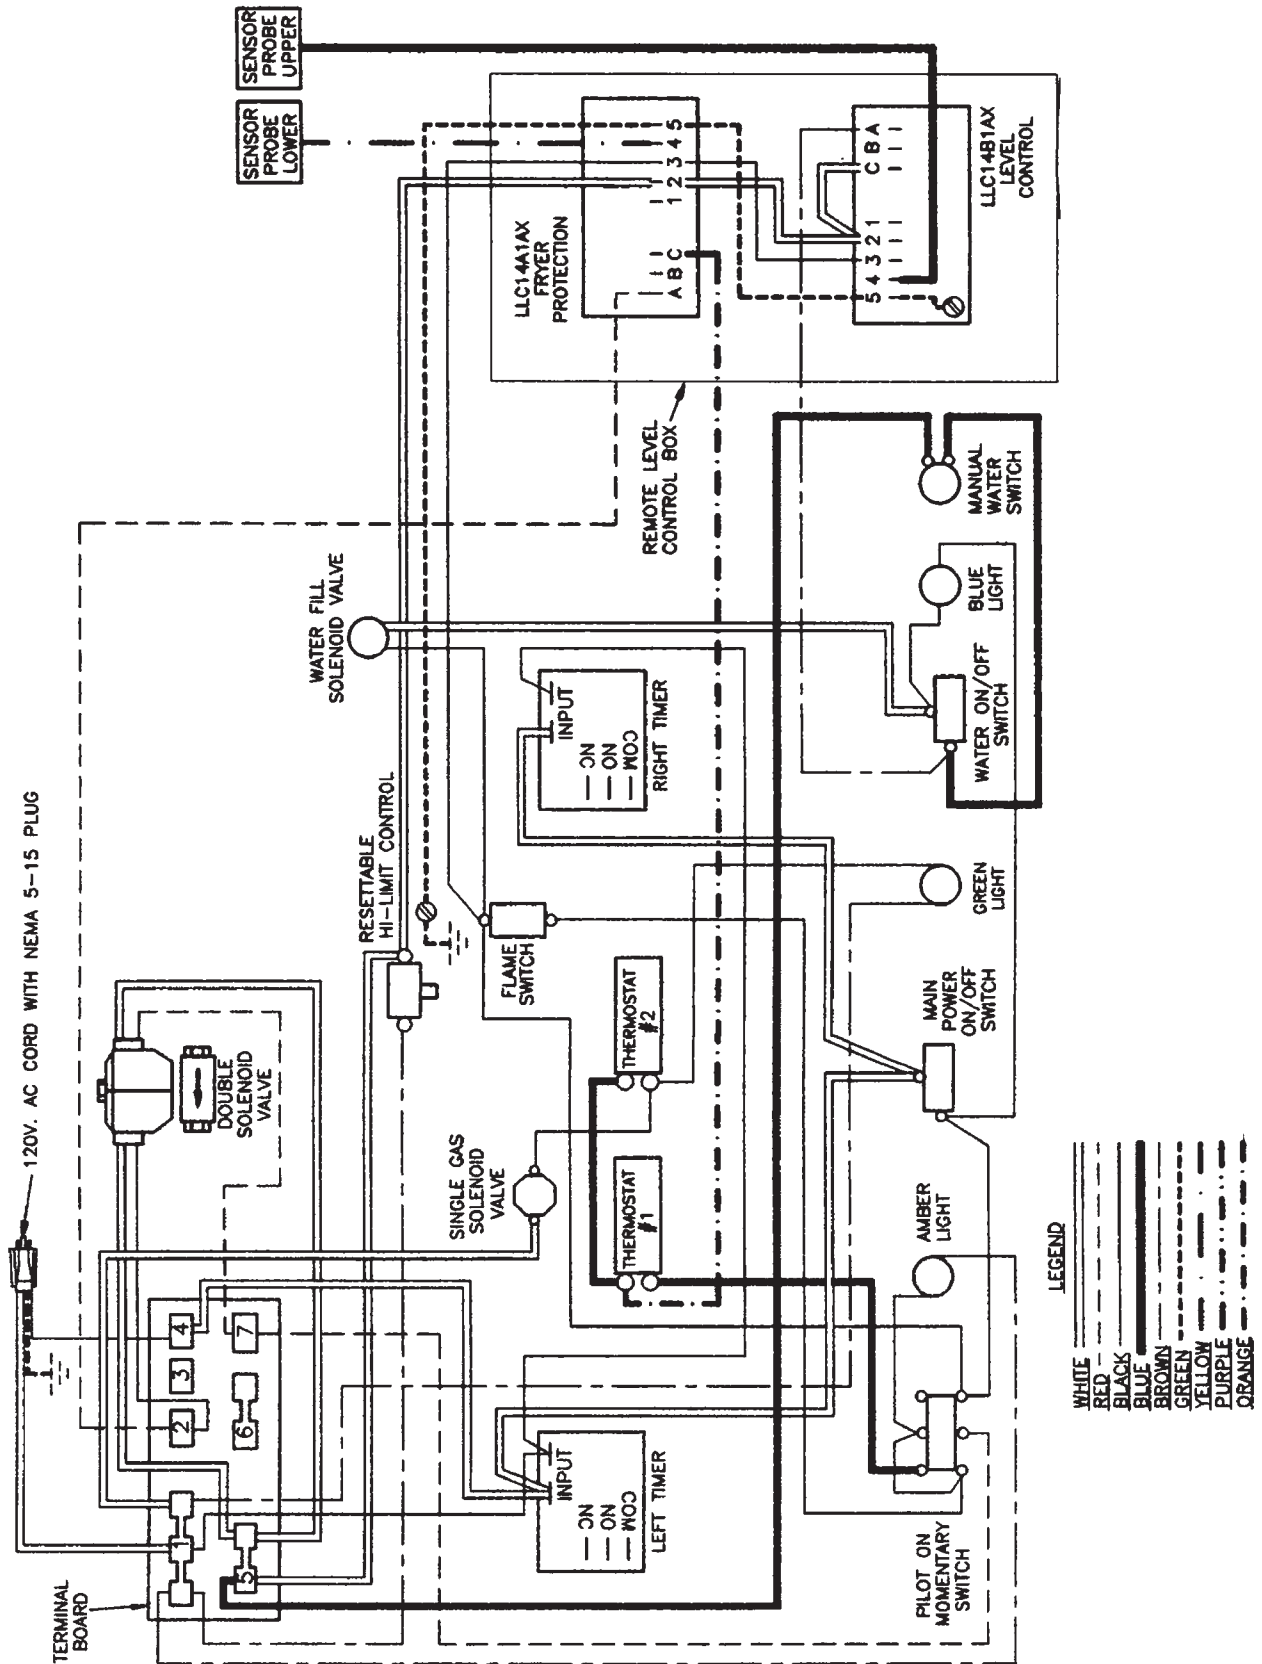 120V. AC CORD WITH NEMA 5-15 PLUG
TERMINAL
BOARD
1
2
3
4
5
6
7
DOUBLE
SOLENOID
VALVE
RESETTABLE
HI-LIMIT CONTROL
WATER FILL
SOLENOID VALVE
SENSOR
PROBE
LOWER
SENSOR
PROBE
UPPER
SINGLE GAS
SOLENOID
VALVE
FLAME
SWITCH
LEFT TIMER
INPUT
NC
NO
COM
THERMOSTAT
#1
THERMOSTAT
#2
RIGHT TIMER
INPUT
NC
NO
COM
REMOTE LEVEL
CONTROL BOX
LLC14A1AX
FRYER
PROTECTION
A B C 1 2 3 4 5
LLC14B1AX
LEVEL
CONTROL
5 4 3 2 1 C B A
PILOT ON
MOMENTARY
SWITCH
AMBER
LIGHT
MAIN
POWER
ON/OFF
SWITCH
GREEN
LIGHT
WATER ON/OFF
SWITCH
BLUE
LIGHT
MANUAL
WATER
SWITCH
LEGEND
WHITE
RED
BLACK
BLUE
BROWN
GREEN
YELLOW
PURPLE
ORANGE